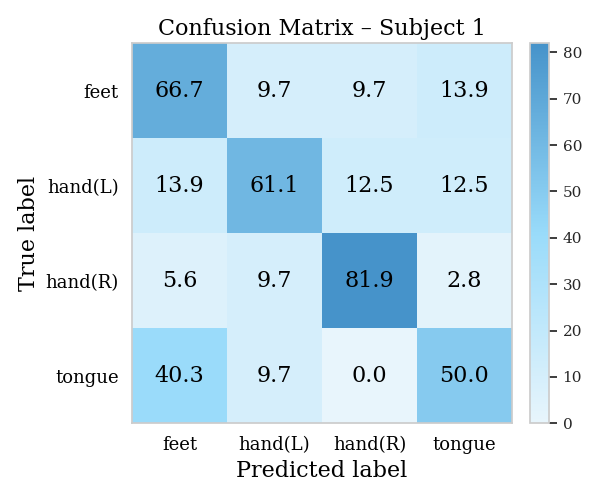 Confusion Matrix – Subject 1
feet 66.7 9.7 9.7 13.9
hand(L) 13.9 61.1 12.5 12.5
hand(R) 5.6 9.7 81.9 2.8
tongue 40.3 9.7 0.0 50.0
feet hand(L) hand(R) tongue
Predicted label
True label
80
70
60
50
40
30
20
10
0